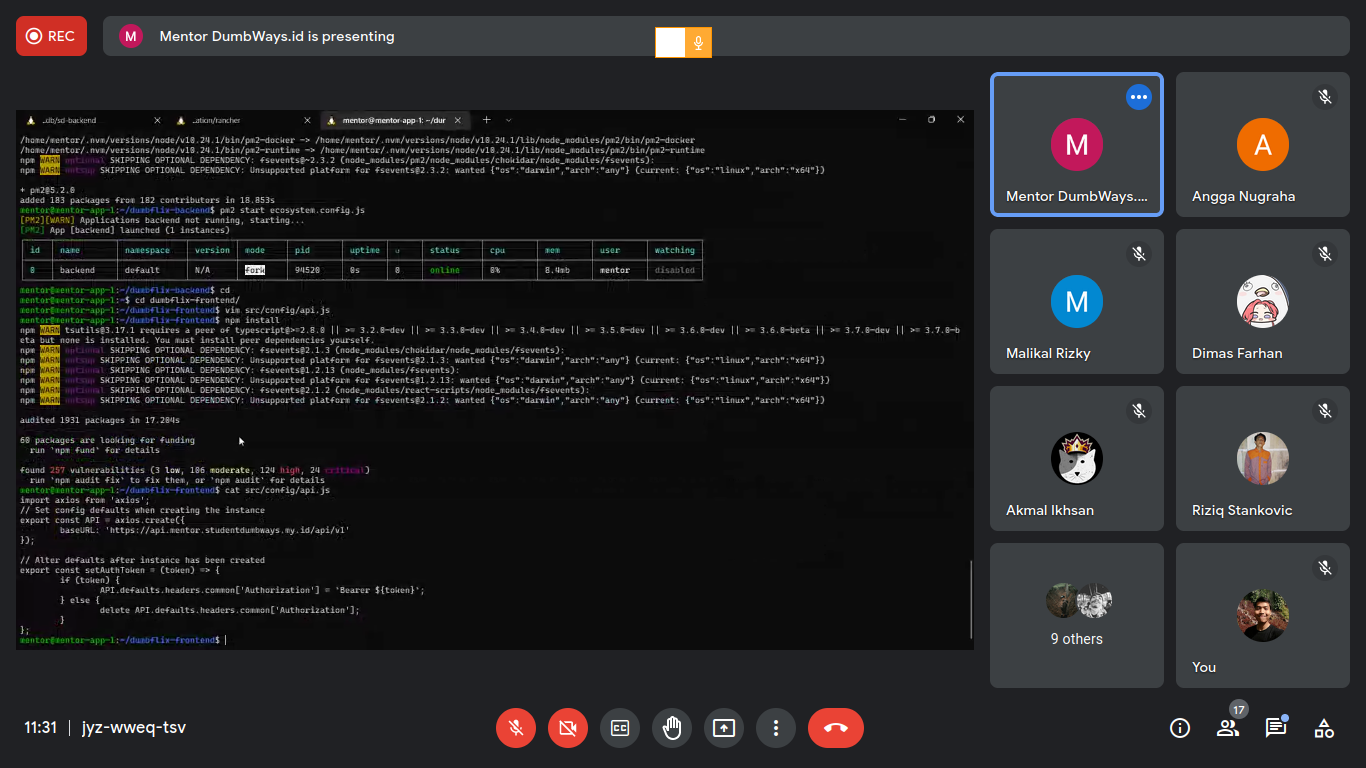 REC
M
Mentor DumbWays.id is presenting
..db/sd-backend
..ation/rancher
mentor@mentor-app-1: ~/dur
/home/mentor/.nvm/versions/node/v10.24.1/bin/pm2-docker -> /home/mentor/.nvm/versions/node/v10.24.1/lib/node_modules/pm2/bin/pm2-docker
/home/mentor/.nvm/versions/node/v10.24.1/bin/pm2-runtime -> /home/mentor/.nvm/versions/node/v10.24.1/lib/node_modules/pm2/bin/pm2-runtime
npm WARN optional SKIPPING OPTIONAL DEPENDENCY: fsevents@~2.3.2 (node_modules/pm2/node_modules/chokidar/node_modules/fsevents):
npm WARN notsup SKIPPING OPTIONAL DEPENDENCY: Unsupported platform for fsevents@2.3.2: wanted {"os":"darwin","arch":"any"} (current: {"os":"linux","arch":"x64"})
+ pm2@5.2.0
added 183 packages from 182 contributors in 18.853s
mentor@mentor-app-1:~/dumbflix-backend$ pm2 start ecosystem.config.js
[PM2][WARN] Applications backend not running, starting...
[PM2] App [backend] launched (1 instances)
id name namespace version mode pid uptime ↺ status cpu mem user watching
0 backend default N/A fork 94520 0s 0 online 0% 8.4mb mentor disabled
mentor@mentor-app-1:~/dumbflix-backend$ cd
mentor@mentor-app-1:~$ cd dumbflix-frontend/
mentor@mentor-app-1:~/dumbflix-frontend$ vim src/config/api.js
mentor@mentor-app-1:~/dumbflix-frontend$ npm install
npm WARN tsutils@3.17.1 requires a peer of typescript@>=2.8.0 || >= 3.2.0-dev || >= 3.3.0-dev || >= 3.4.0-dev || >= 3.5.0-dev || >= 3.6.0-dev || >= 3.6.0-beta || >= 3.7.0-dev || >= 3.7.0-b
eta but none is installed. You must install peer dependencies yourself.
npm WARN optional SKIPPING OPTIONAL DEPENDENCY: fsevents@2.1.3 (node_modules/chokidar/node_modules/fsevents):
npm WARN notsup SKIPPING OPTIONAL DEPENDENCY: Unsupported platform for fsevents@2.1.3: wanted {"os":"darwin","arch":"any"} (current: {"os":"linux","arch":"x64"})
npm WARN optional SKIPPING OPTIONAL DEPENDENCY: fsevents@1.2.13 (node_modules/fsevents):
npm WARN notsup SKIPPING OPTIONAL DEPENDENCY: Unsupported platform for fsevents@1.2.13: wanted {"os":"darwin","arch":"any"} (current: {"os":"linux","arch":"x64"})
npm WARN optional SKIPPING OPTIONAL DEPENDENCY: fsevents@2.1.2 (node_modules/react-scripts/node_modules/fsevents):
npm WARN notsup SKIPPING OPTIONAL DEPENDENCY: Unsupported platform for fsevents@2.1.2: wanted {"os":"darwin","arch":"any"} (current: {"os":"linux","arch":"x64"})
audited 1931 packages in 17.204s
60 packages are looking for funding
run `npm fund` for details
found 257 vulnerabilities (3 low, 106 moderate, 124 high, 24 critical)
run `npm audit fix` to fix them, or `npm audit` for details
mentor@mentor-app-1:~/dumbflix-frontend$ cat src/config/api.js
import axios from 'axios';
// Set config defaults when creating the instance
export const API = axios.create({
baseURL: 'https://api.mentor.studentdumbways.my.id/api/v1'
});
// Alter defaults after instance has been created
export const setAuthToken = (token) => {
if (token) {
API.defaults.headers.common['Authorization'] = `Bearer ${token}`;
} else {
delete API.defaults.headers.common['Authorization'];
}
};
mentor@mentor-app-1:~/dumbflix-frontend$
M
Mentor DumbWays....
A
Angga Nugraha
M
Malikal Rizky
Dimas Farhan
Akmal Ikhsan
Riziq Stankovic
9 others
You
11:31 | jyz-wweq-tsv
17